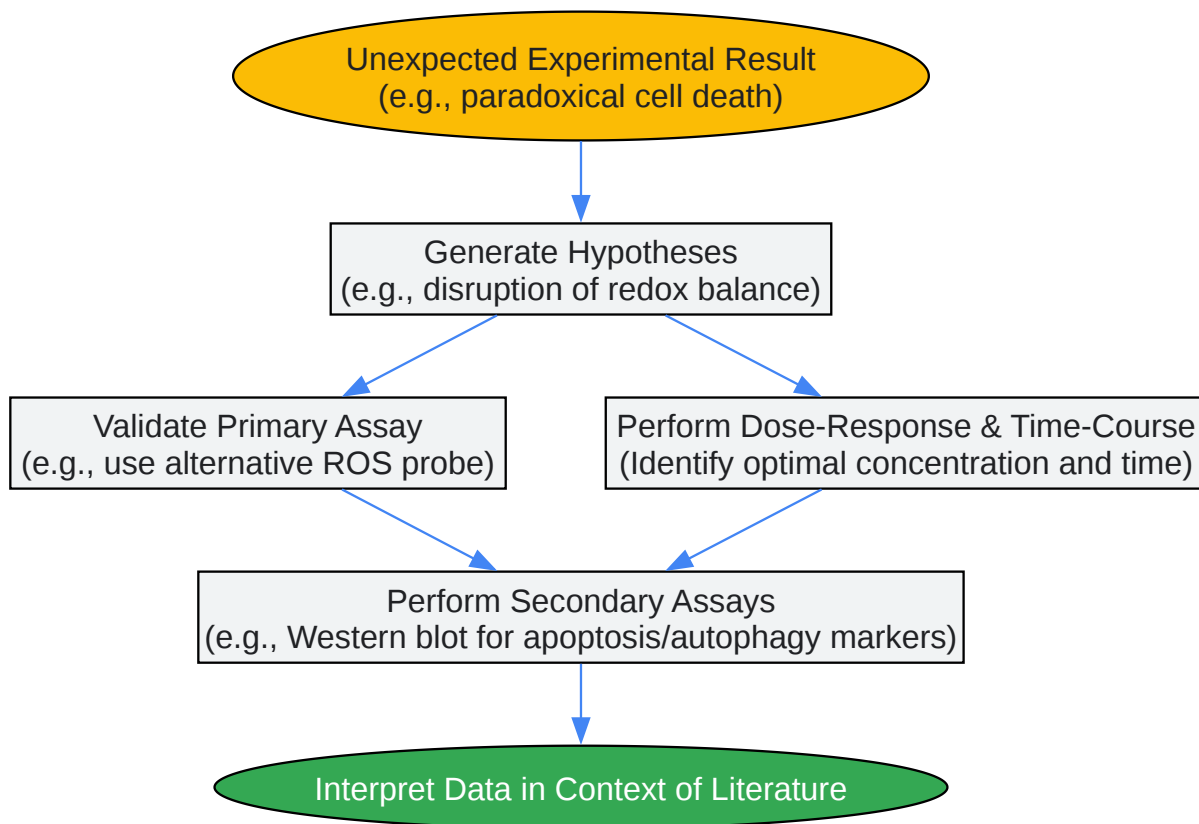 Unexpected Experimental Result
(e.g., paradoxical cell death)
Generate Hypotheses
(e.g., disruption of redox balance)
Validate Primary Assay
(e.g., use alternative ROS probe)
Perform Dose-Response & Time-Course
(Identify optimal concentration and time)
Perform Secondary Assays
(e.g., Western blot for apoptosis/autophagy markers)
Interpret Data in Context of Literature